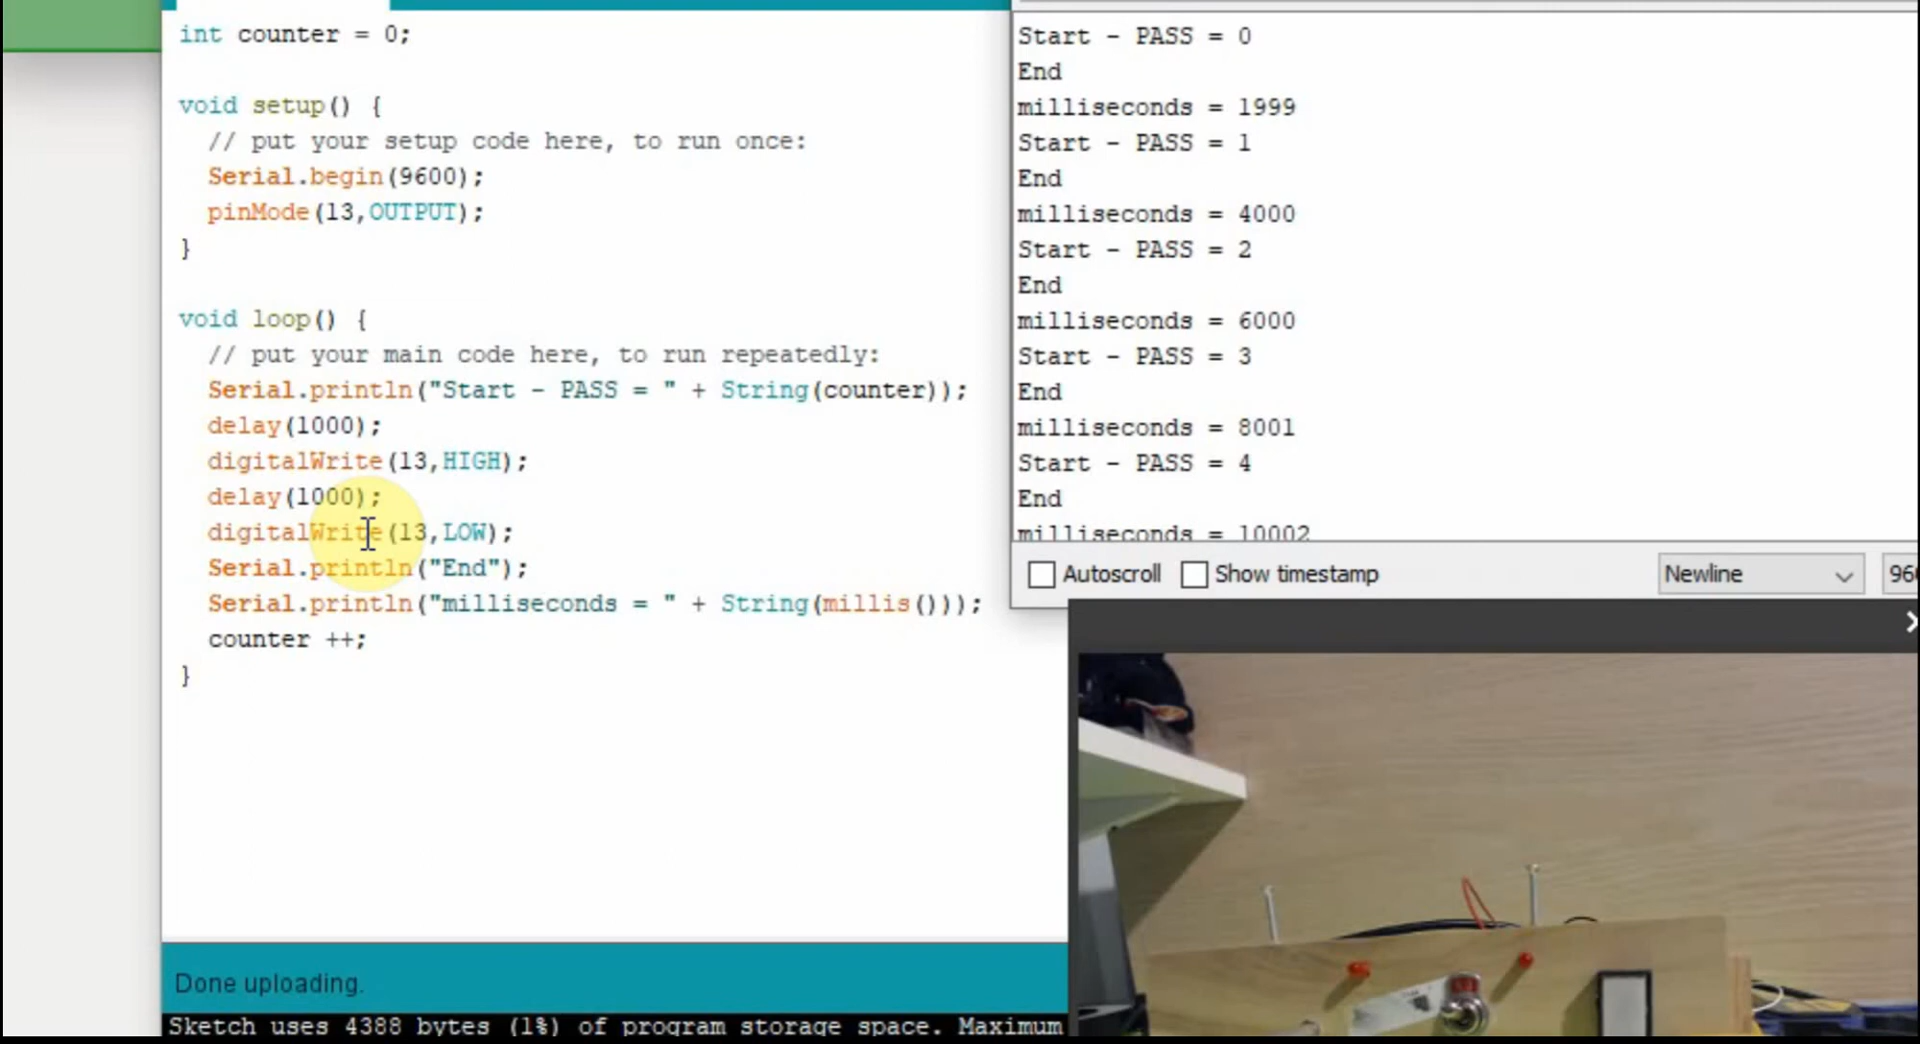 int counter = 0;
void setup() {
// put your setup code here, to run once:
Serial.begin(9600);
pinMode(13,OUTPUT);
}
void loop() {
// put your main code here, to run repeatedly:
Serial.println("Start - PASS = " + String(counter));
delay(1000);
digitalWrite(13,HIGH);
delay(1000);
digitalWrite(13,LOW);
Serial.println("End");
Serial.println("milliseconds = " + String(millis()));
counter ++;
}
Done uploading.
Sketch uses 4388 bytes (1%) of program storage space. Maximum
Start - PASS = 0
End
milliseconds = 1999
Start - PASS = 1
End
milliseconds = 4000
Start - PASS = 2
End
milliseconds = 6000
Start - PASS = 3
End
milliseconds = 8001
Start - PASS = 4
End
milliseconds = 10002
Autoscroll
Show timestamp
Newline